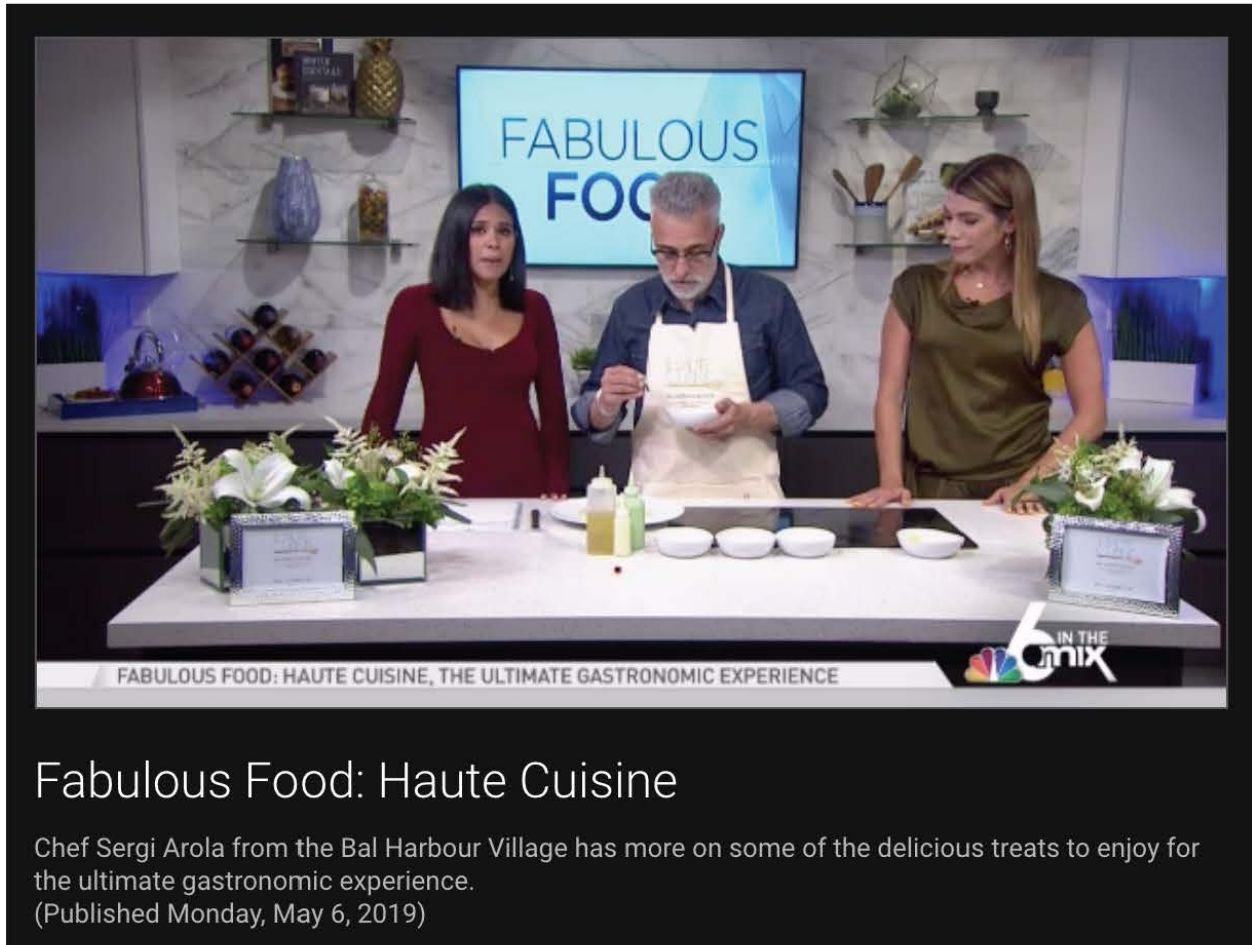 FABULOUS
FOO
HAUTE
CUISINE
6 IN THE
mix
FABULOUS FOOD: HAUTE CUISINE, THE ULTIMATE GASTRONOMIC EXPERIENCE
Fabulous Food: Haute Cuisine
Chef Sergi Arola from the Bal Harbour Village has more on some of the delicious treats to enjoy for
the ultimate gastronomic experience.
(Published Monday, May 6, 2019)